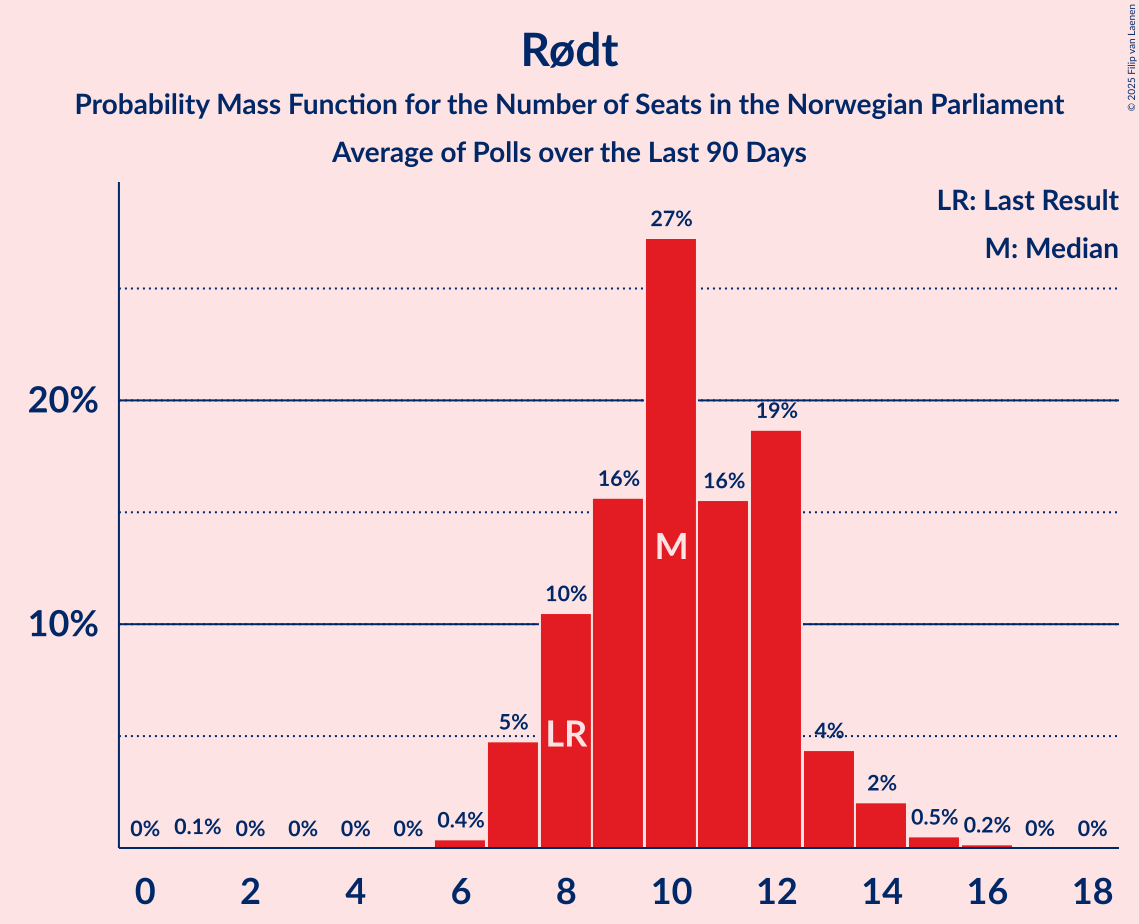 Rødt
Probability Mass Function for the Number of Seats in the Norwegian Parliament
Average of Polls over the Last 90 Days
© 2025 Filip van Laenen
LR: Last Result
M: Median
20%
10%
0%
0.1%
0%
0%
0%
0%
0.4%
5%
10%
16%
27%
16%
19%
4%
2%
0.5%
0.2%
0%
0%
LR
M
0 2 4 6 8 10 12 14 16 18